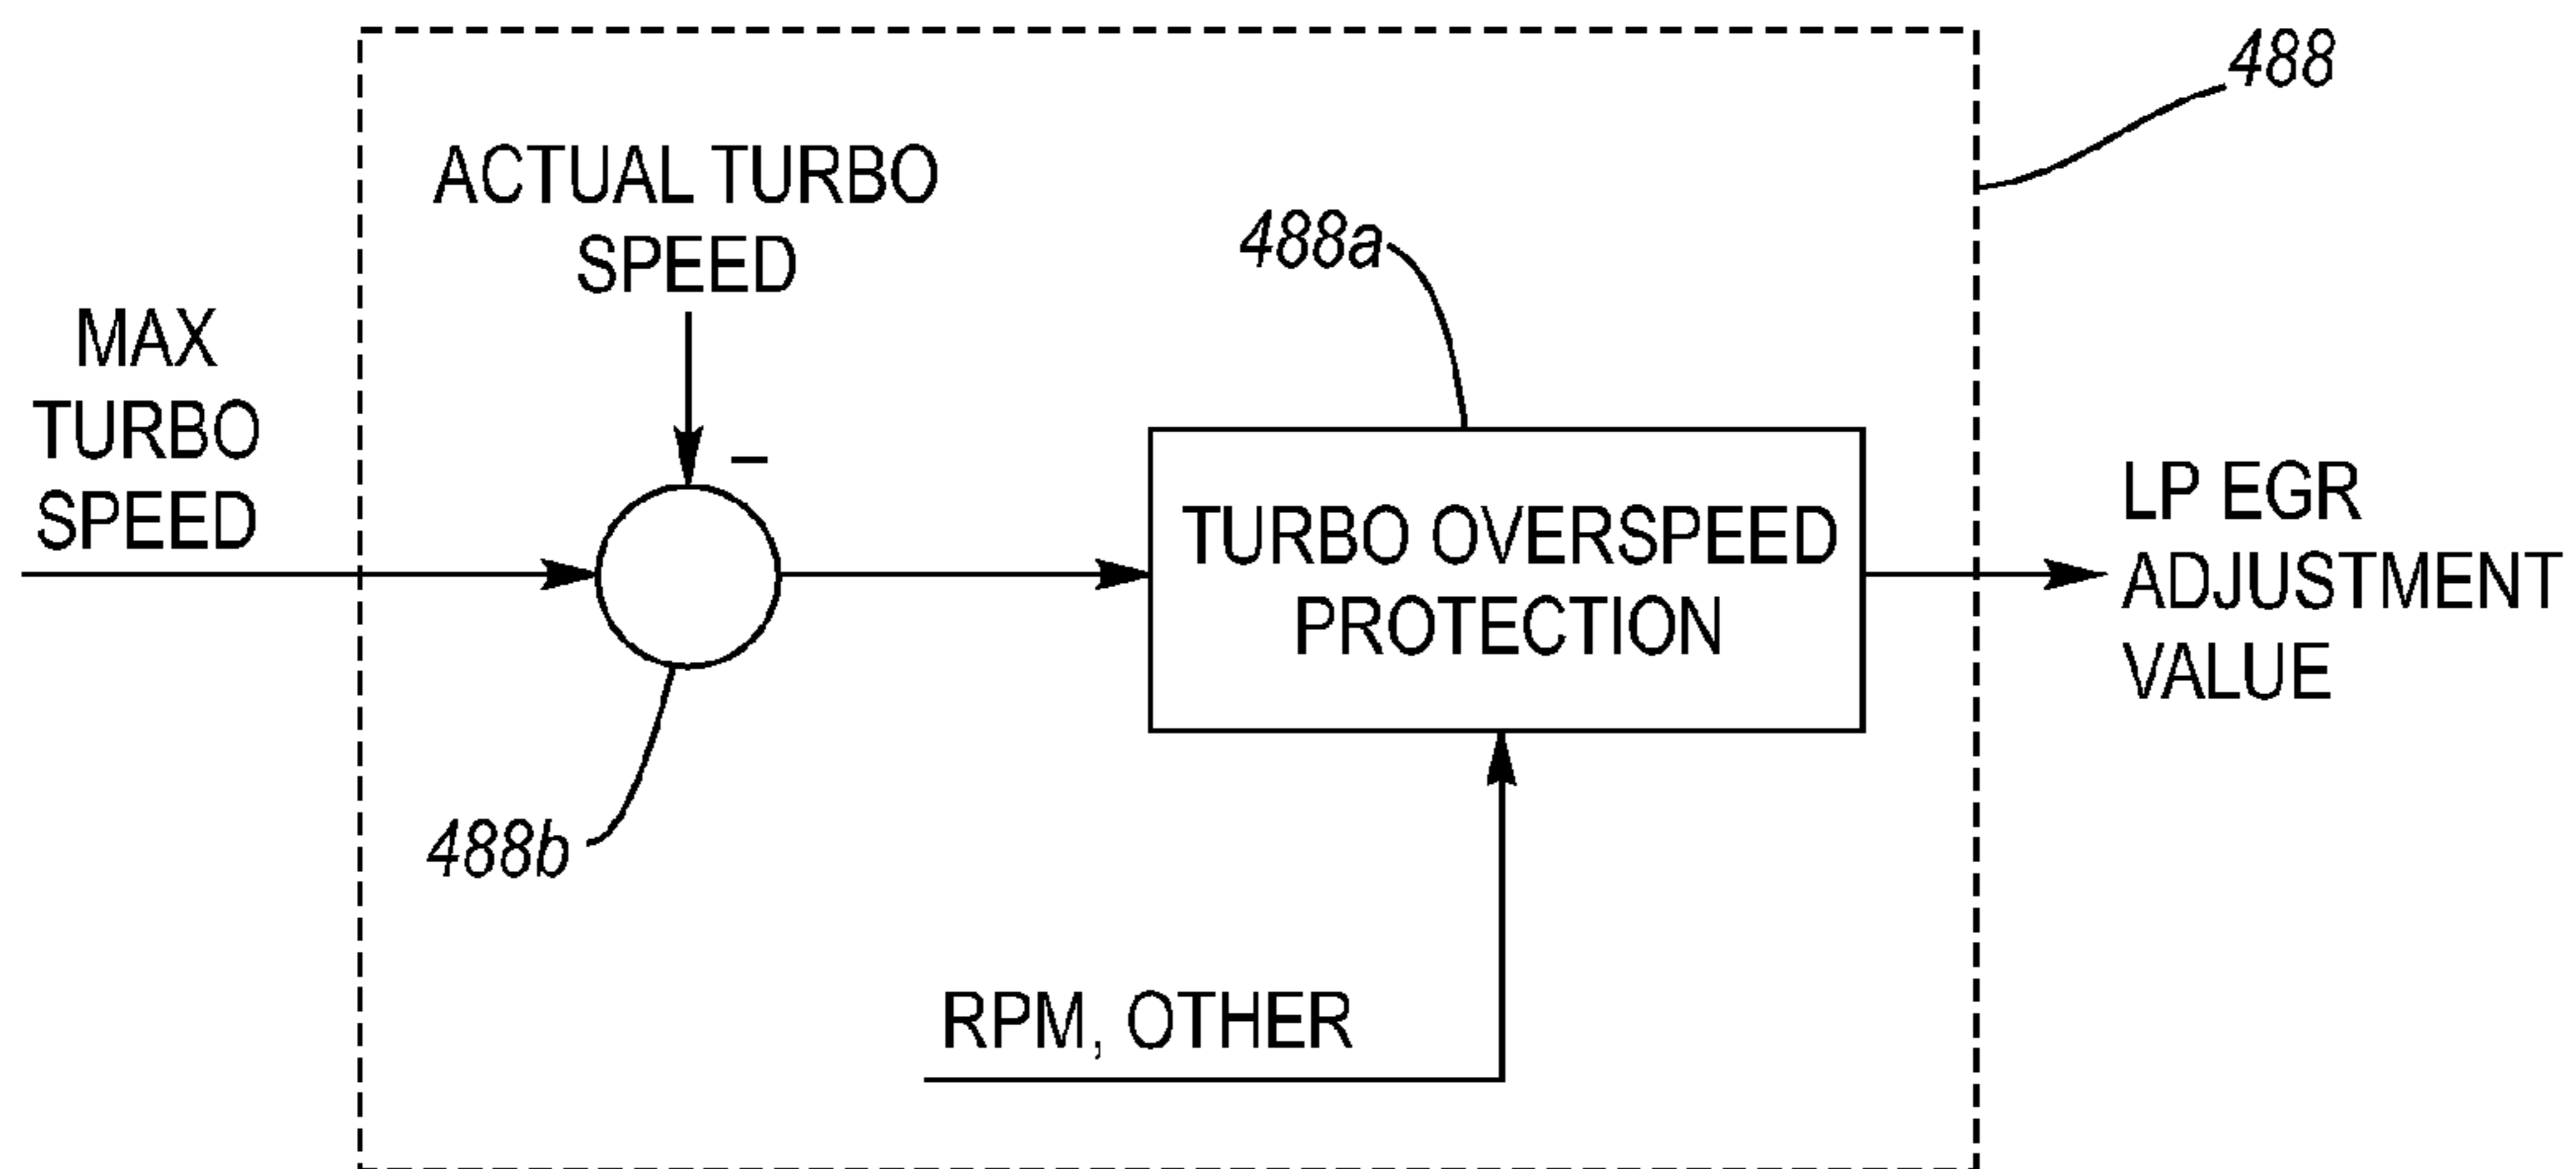 488
ACTUAL TURBO
SPEED
488a
MAX
TURBO
SPEED
–
TURBO OVERSPEED
PROTECTION
LP EGR
ADJUSTMENT
VALUE
488b
RPM, OTHER